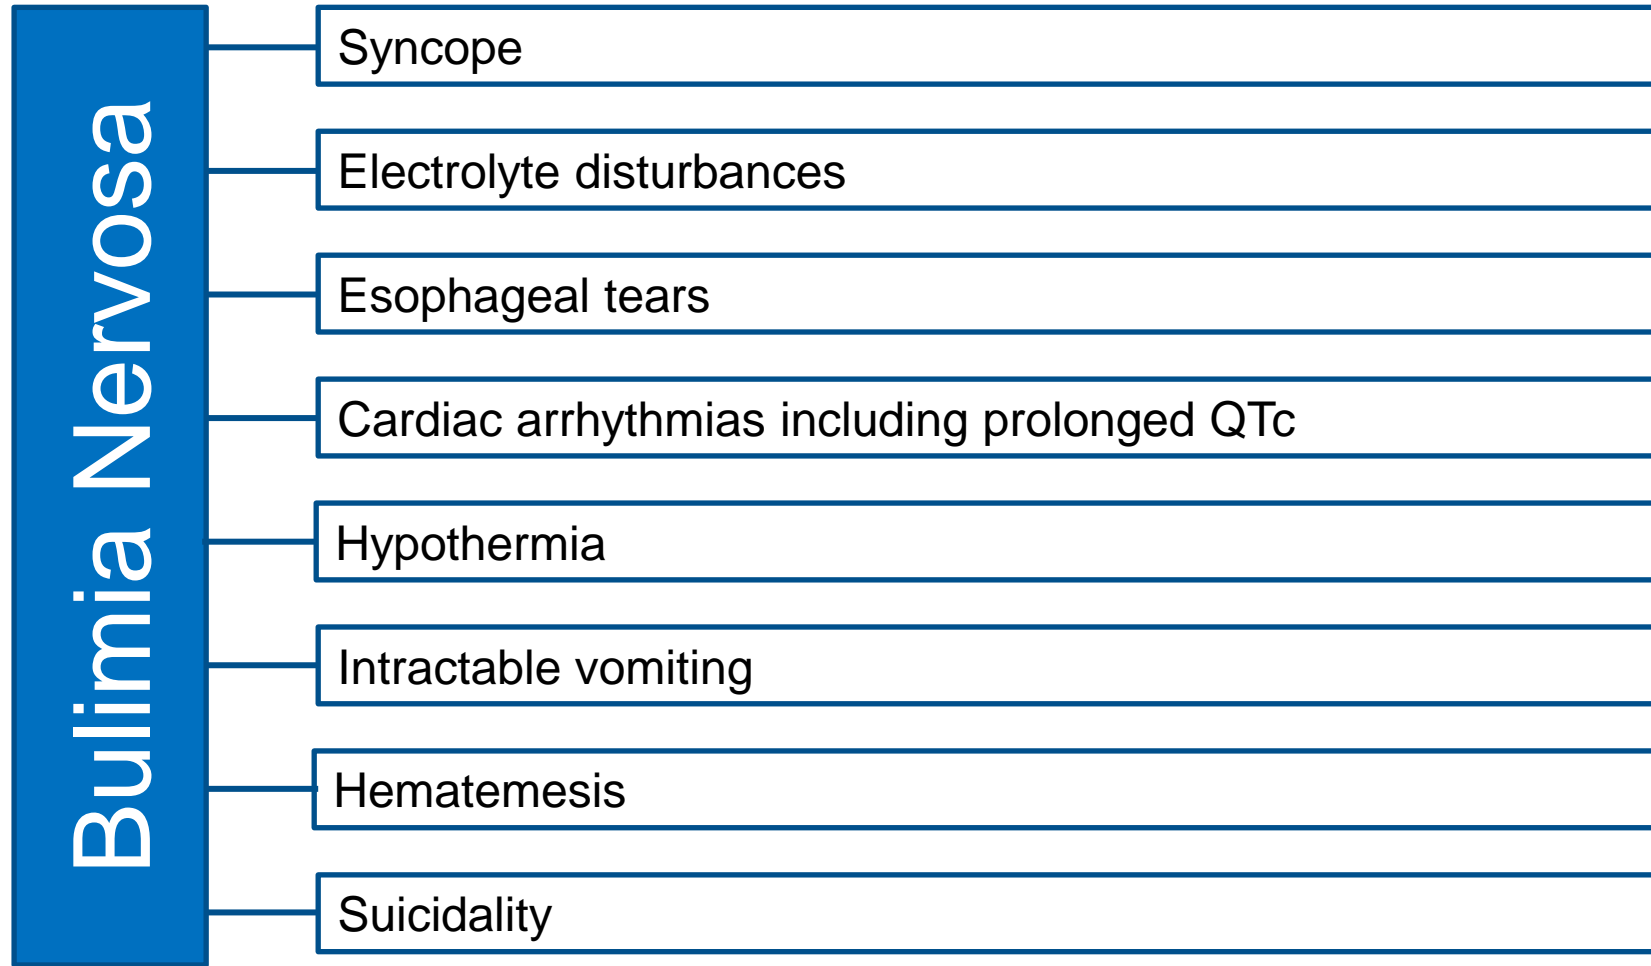 Bulimia Nervosa
Syncope
Electrolyte disturbances
Esophageal tears
Cardiac arrhythmias including prolonged QTc
Hypothermia
Intractable vomiting
Hematemesis
Suicidality